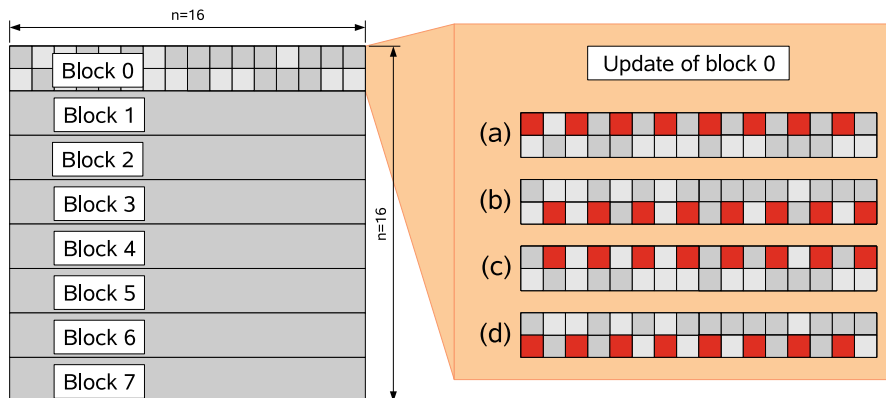 n=16
Block 0
Block 1
Block 2
Block 3
Block 4
Block 5
Block 6
Block 7
n=16
Update of block 0
(a)
(b)
(c)
(d)